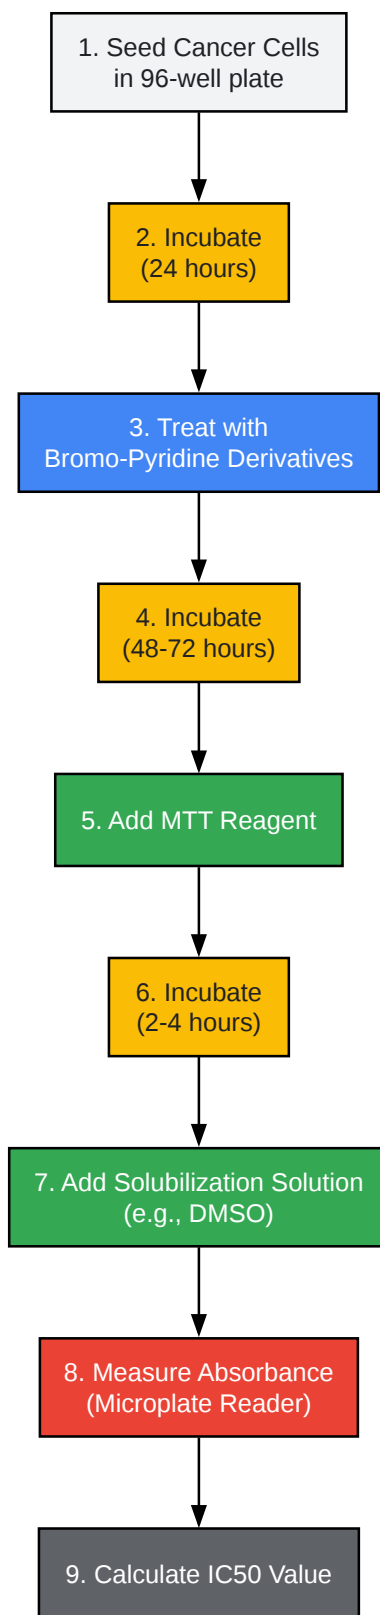 1. Seed Cancer Cells
in 96-well plate
2. Incubate
(24 hours)
3. Treat with
Bromo-Pyridine Derivatives
4. Incubate
(48-72 hours)
5. Add MTT Reagent
6. Incubate
(2-4 hours)
7. Add Solubilization Solution
(e.g., DMSO)
8. Measure Absorbance
(Microplate Reader)
9. Calculate IC50 Value